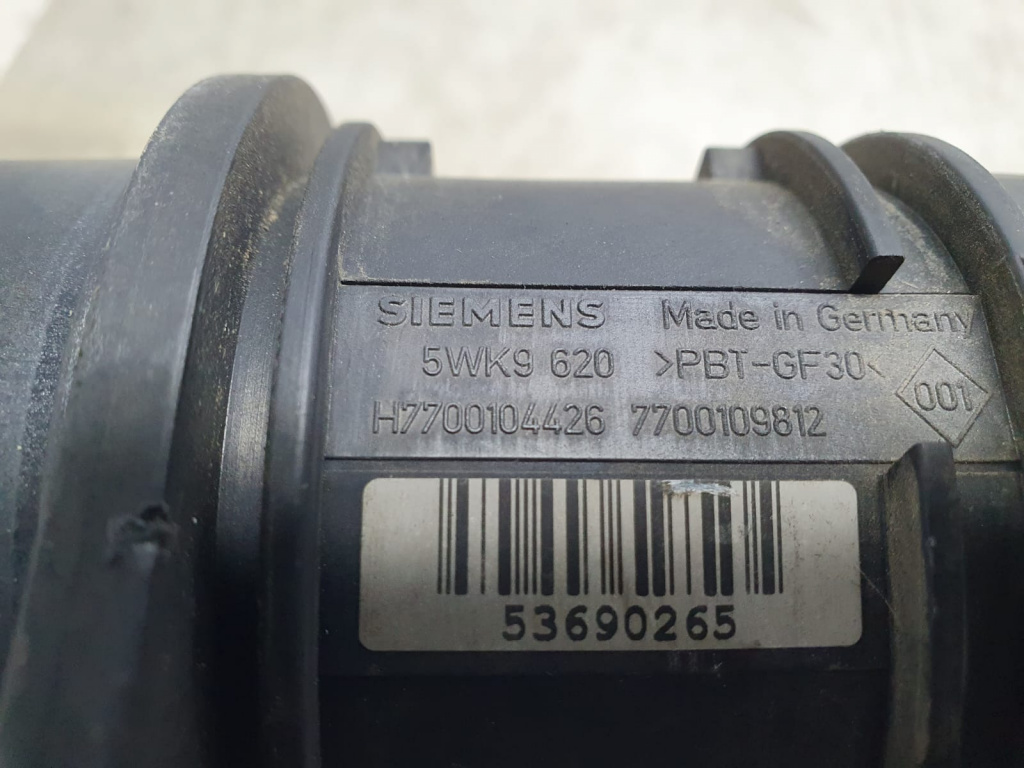 SIEMENS Made in Germany
5WK9 620 >PBT-GF30<
001
H7700104426 7700109812
53690265